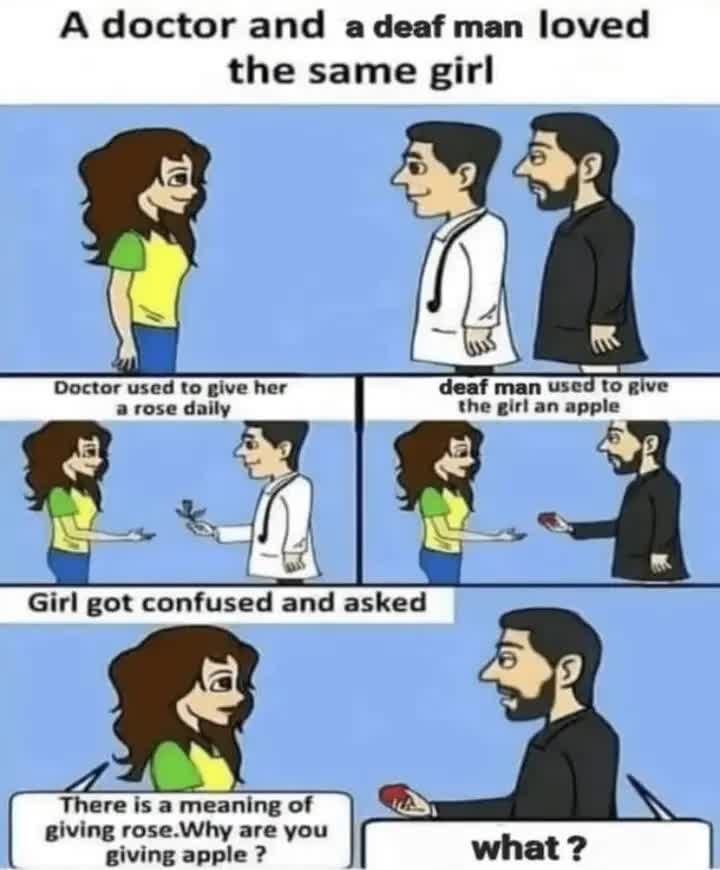 A doctor and a deaf man loved
the same girl
Doctor used to give her
a rose daily
deaf man used to give
the girl an apple
Girl got confused and asked
There is a meaning of
giving rose.Why are you
giving apple ?
what ?